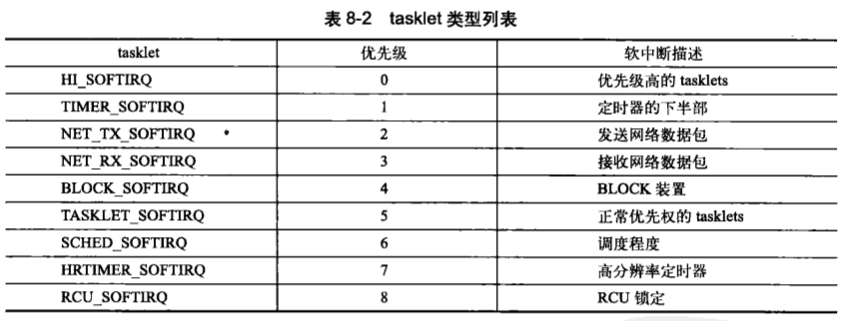 表 8-2 tasklet 类型列表
tasklet 优先级 软中断描述
HI_SOFTIRQ 0 优先级高的 tasklets
TIMER_SOFTIRQ 1 定时器的下半部
NET_TX_SOFTIRQ 2 发送网络数据包
NET_RX_SOFTIRQ 3 接收网络数据包
BLOCK_SOFTIRQ 4 BLOCK 装置
TASKLET_SOFTIRQ 5 正常优先权的 tasklets
SCHED_SOFTIRQ 6 调度程度
HRTIMER_SOFTIRQ 7 高分辨率定时器
RCU_SOFTIRQ 8 RCU 锁定